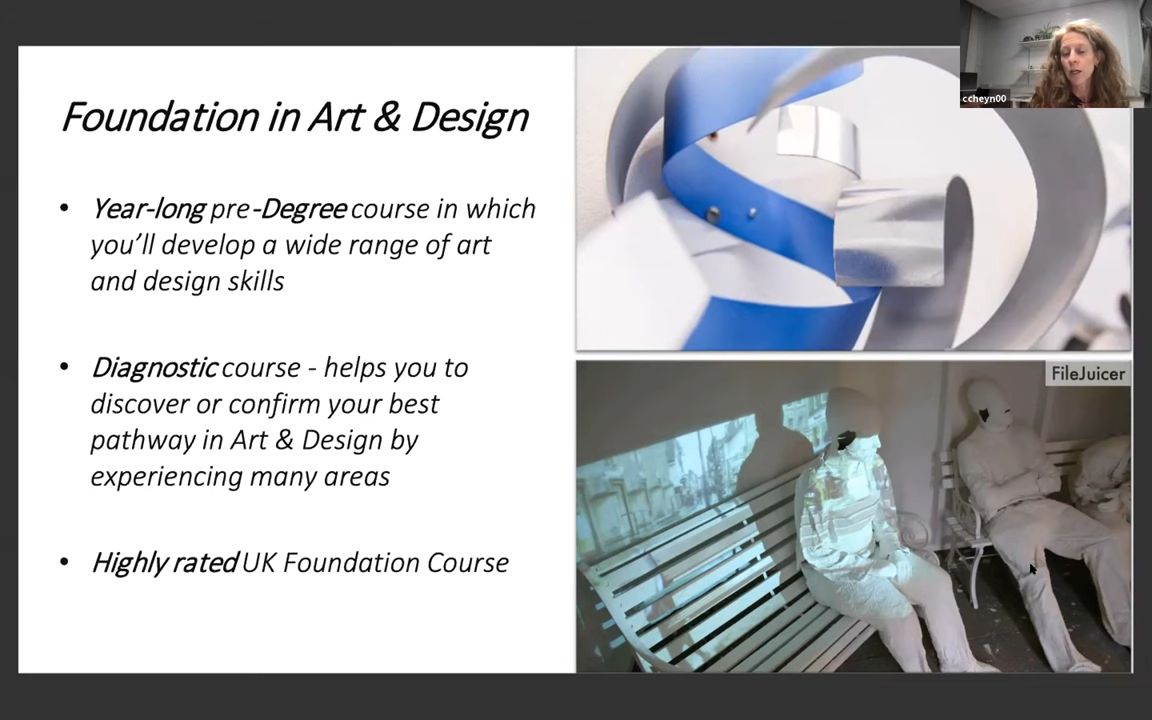 Foundation in Art & Design
• Year-long pre-Degree course in which
you’ll develop a wide range of art
and design skills
• Diagnostic course - helps you to
discover or confirm your best
pathway in Art & Design by
experiencing many areas
• Highly rated UK Foundation Course
ccheyn00
FileJuicer